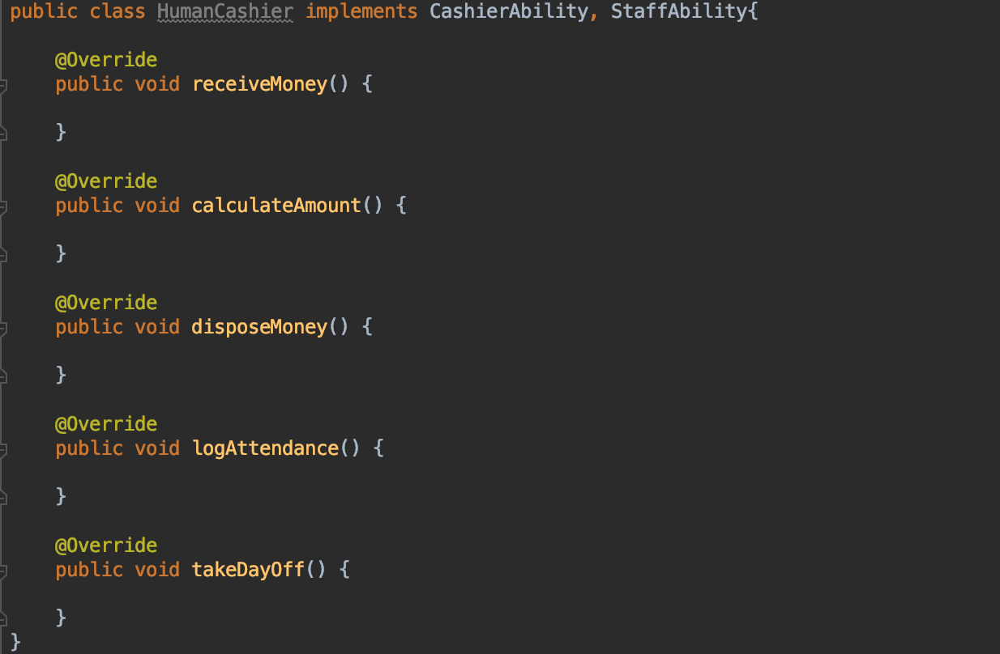 public class HumanCashier implements CashierAbility, StaffAbility{
@Override
public void receiveMoney() {
}
@Override
public void calculateAmount() {
}
@Override
public void disposeMoney() {
}
@Override
public void logAttendance() {
}
@Override
public void takeDayOff() {
}
}